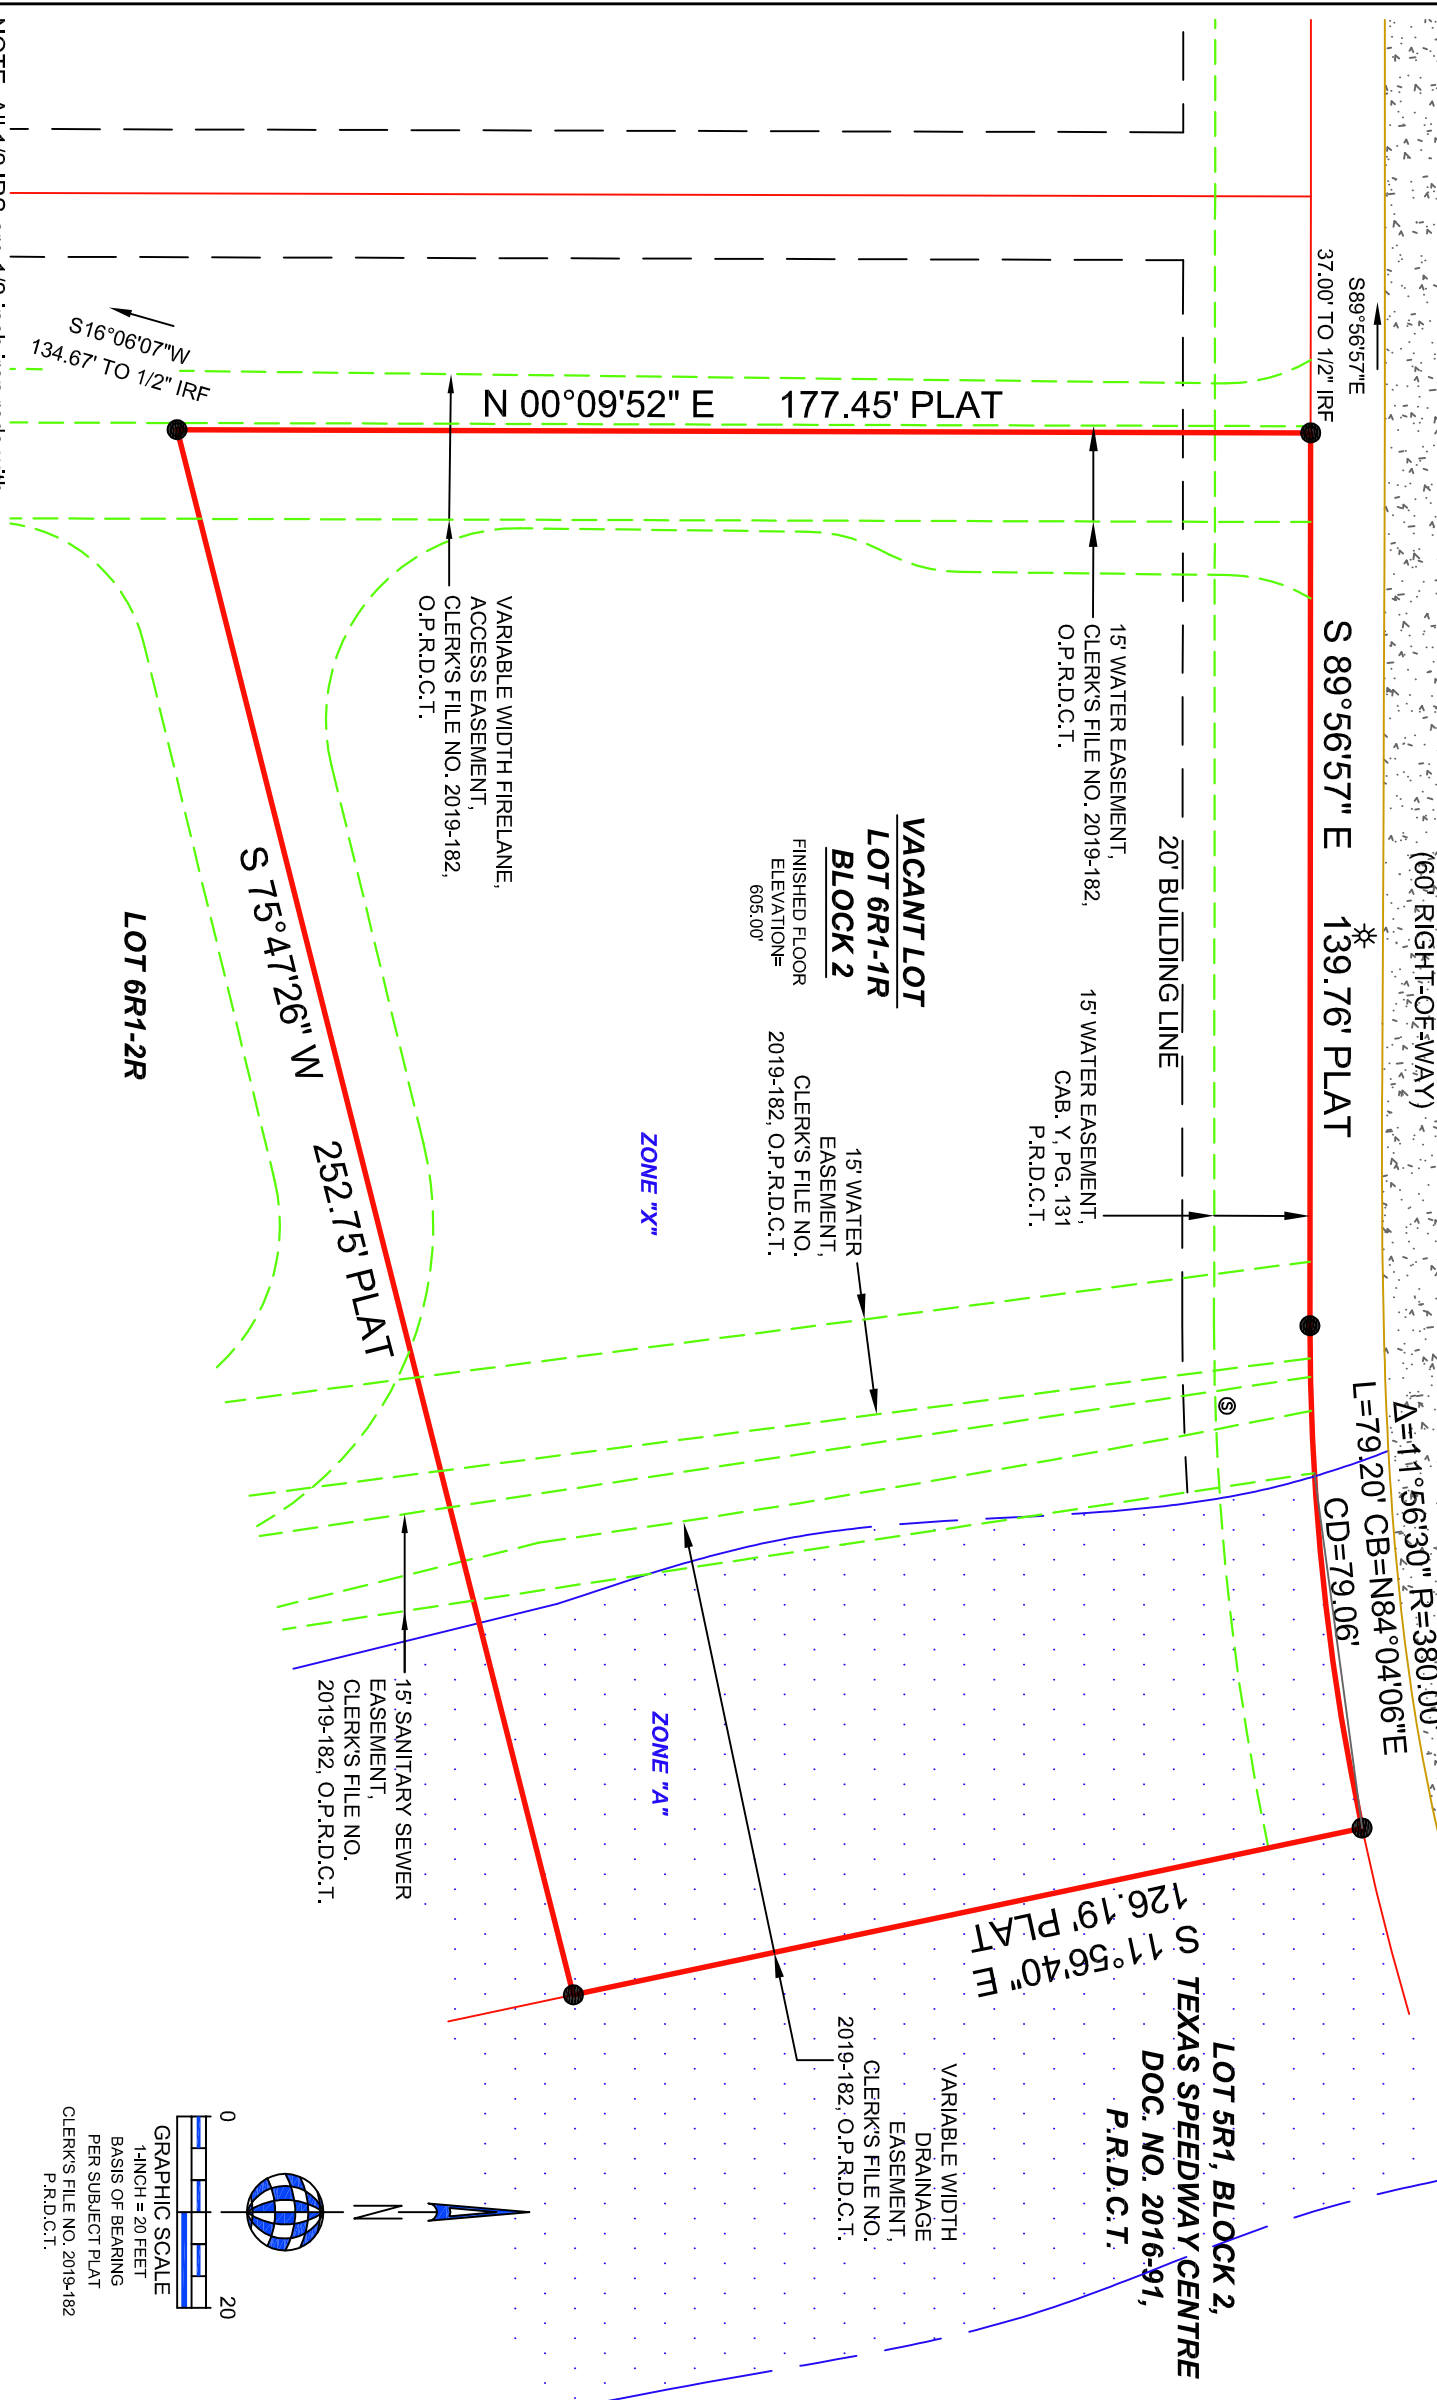 (60' RIGHT-OF-WAY)
S89°56'57"E
37.00' TO 1/2" IRF
S 89°56'57" E 139.76' PLAT
Δ=11°56'30" R=380.00'
L=79.20' CB=N84°04'06"E
CD=79.06'
20' BUILDING LINE
15' WATER EASEMENT,
CLERK'S FILE NO. 2019-182,
O.P.R.D.C.T.
15' WATER EASEMENT,
CAB. Y, PG. 131
P.R.D.C.T.
S
N 00°09'52" E 177.45' PLAT
VACANT LOT
LOT 6R1-1R
BLOCK 2
FINISHED FLOOR
ELEVATION=
605.00'
15' WATER
EASEMENT,
CLERK'S FILE NO.
2019-182, O.P.R.D.C.T.
ZONE "X"
ZONE "A"
S 11°56'40" E
126.19' PLAT
LOT 5R1, BLOCK 2,
TEXAS SPEEDWAY CENTRE
DOC. NO. 2016-91,
P.R.D.C.T.
VARIABLE WIDTH
DRAINAGE
EASEMENT,
CLERK'S FILE NO.
2019-182, O.P.R.D.C.T.
VARIABLE WIDTH FIRELANE,
ACCESS EASEMENT,
CLERK'S FILE NO. 2019-182,
O.P.R.D.C.T.
15' SANITARY SEWER
EASEMENT,
CLERK'S FILE NO.
2019-182, O.P.R.D.C.T.
S 75°47'26" W 252.75' PLAT
S16°06'07"W
134.67' TO 1/2" IRF
LOT 6R1-2R
N
0 20
GRAPHIC SCALE
1-INCH = 20 FEET
BASIS OF BEARING
PER SUBJECT PLAT
CLERK'S FILE NO. 2019-182
P.R.D.C.T.